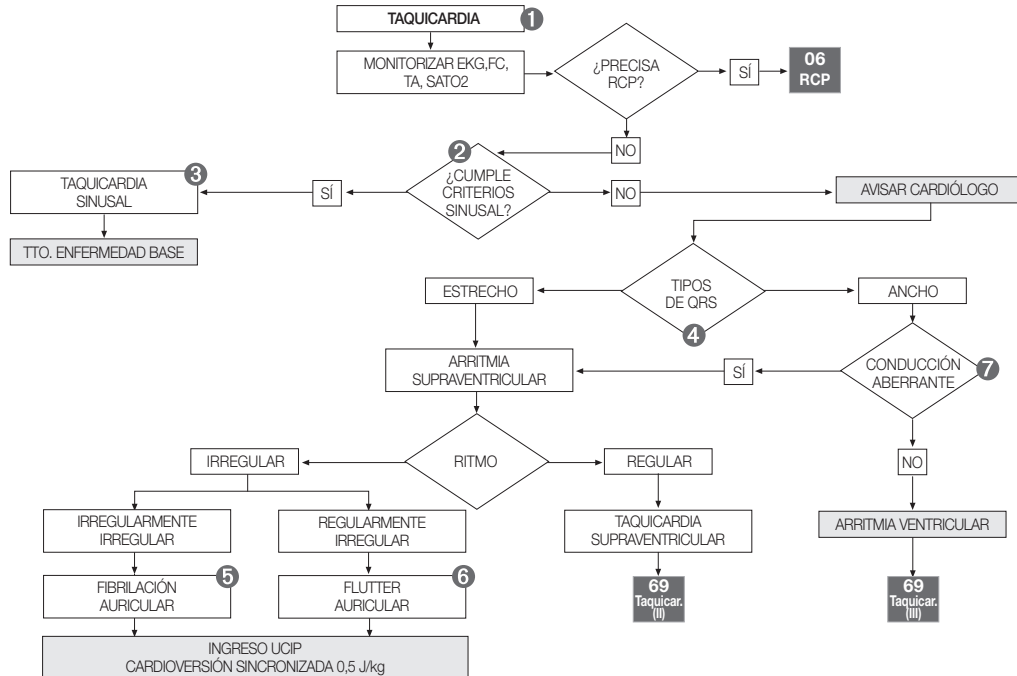 TAQUICARDIA
1
MONITORIZAR EKG,FC,
TA, SATO2
¿PRECISA
RCP?
SÍ
06
RCP
NO
2
¿CUMPLE
CRITERIOS
SINUSAL?
SÍ
3
TAQUICARDIA
SINUSAL
TTO. ENFERMEDAD BASE
NO
AVISAR CARDIÓLOGO
TIPOS
DE QRS
4
ESTRECHO
ANCHO
ARRITMIA
SUPRAVENTRICULAR
SÍ
CONDUCCIÓN
ABERRANTE
7
RITMO
IRREGULAR
REGULAR
NO
IRREGULARMENTE
IRREGULAR
REGULARMENTE
IRREGULAR
TAQUICARDIA
SUPRAVENTRICULAR
ARRITMIA VENTRICULAR
FIBRILACIÓN
AURICULAR
5
FLUTTER
AURICULAR
6
69
Taquicar.
(II)
69
Taquicar.
(III)
INGRESO UCIP
CARDIOVERSIÓN SINCRONIZADA 0,5 J/kg